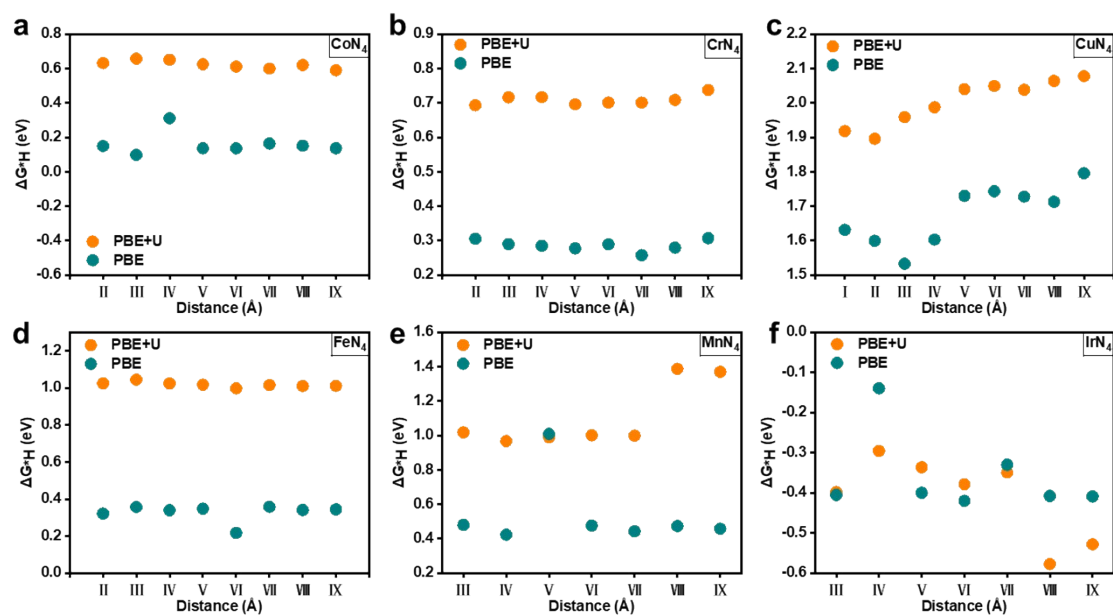 a
CoN4
0.8
0.6
0.4
0.2
0.0
-0.2
-0.4
-0.6
ΔG*H (eV)
PBE+U
PBE
II III IV V VI VII VIII IX
Distance (Å)
b
CrN4
0.9
0.8
0.7
0.6
0.5
0.4
0.3
0.2
ΔG*H (eV)
PBE+U
PBE
II III IV V VI VII VIII IX
Distance (Å)
c
CuN4
2.2
2.1
2.0
1.9
1.8
1.7
1.6
1.5
ΔG*H (eV)
PBE+U
PBE
I II III IV V VI VII VIII IX
Distance (Å)
d
FeN4
1.2
1.0
0.8
0.6
0.4
0.2
0.0
ΔG*H (eV)
PBE+U
PBE
II III IV V VI VII VIII IX
Distance (Å)
e
MnN4
1.6
1.4
1.2
1.0
0.8
0.6
0.4
0.2
ΔG*H (eV)
PBE+U
PBE
III IV V VI VII VIII IX
Distance (Å)
f
IrN4
-0.0
-0.1
-0.2
-0.3
-0.4
-0.5
-0.6
ΔG*H (eV)
PBE+U
PBE
III IV V VI VII VIII IX
Distance (Å)